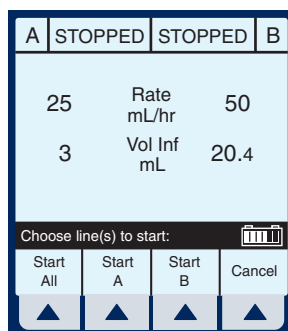 A STOPPED STOPPED B
25 Rate mL/hr 50
3 Vol Inf mL 20.4
Choose line(s) to start:
Start All Start A Start B Cancel